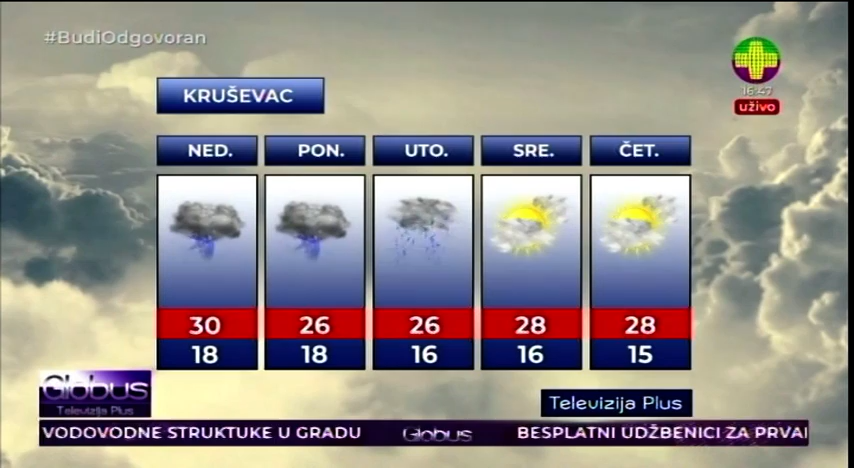 #BudiOdgovoran
16:47
uživo
KRUŠEVAC
NED. PON. UTO. SRE. ČET.
30 26 26 28 28
18 18 16 16 15
Globus
Televizija Plus
Televizija Plus
VODOVODNE STRUKTUKE U GRADU Globus BESPLATNI UDŽBENICI ZA PRVAI